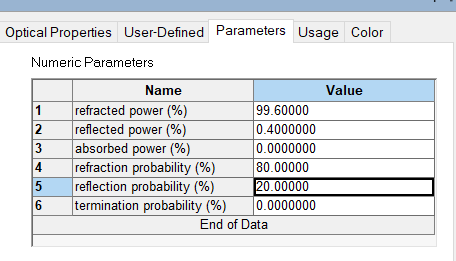 Optical Properties User-Defined Parameters Usage Color
Numeric Parameters
Name Value
1 refracted power (%) 99.60000
2 reflected power (%) 0.4000000
3 absorbed power (%) 0.0000000
4 refraction probability (%) 80.00000
5 reflection probability (%) 20.00000
6 termination probability (%) 0.0000000
End of Data